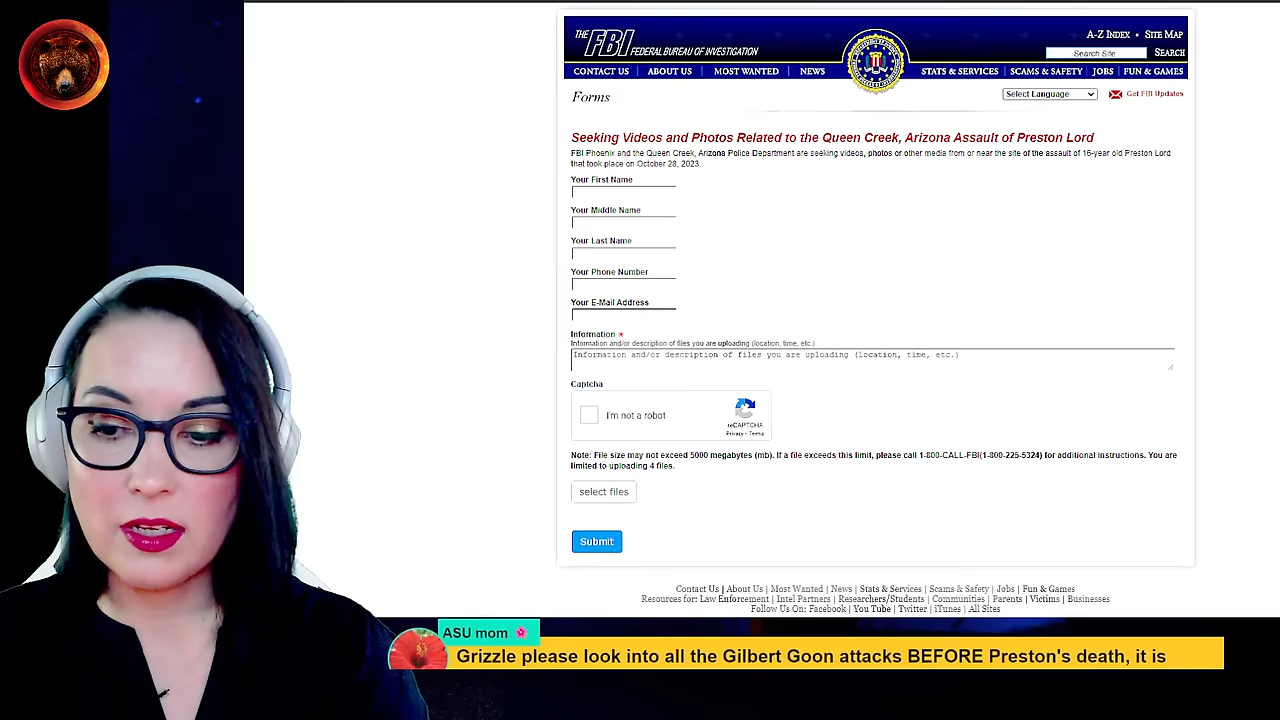 THE FBI FEDERAL BUREAU OF INVESTIGATION
A-Z INDEX • SITE MAP
Search Site SEARCH
CONTACT US | ABOUT US | MOST WANTED | NEWS STATS & SERVICES | SCAMS & SAFETY | JOBS | FUN & GAMES
Forms
Select Language
Get FBI Updates
Seeking Videos and Photos Related to the Queen Creek, Arizona Assault of Preston Lord
FBI Phoenix and the Queen Creek, Arizona Police Department are seeking videos, photos or other media from or near the site of the assault of 16-year old Preston Lord
that took place on October 28, 2023.
Your First Name
Your Middle Name
Your Last Name
Your Phone Number
Your E-Mail Address
Information *
Information and/or description of files you are uploading (location, time, etc.)
Information and/or description of files you are uploading (location, time, etc.)
Captcha
I'm not a robot
reCAPTCHA
Privacy - Terms
Note: File size may not exceed 5000 megabytes (mb). If a file exceeds this limit, please call 1-800-CALL-FBI(1-800-225-5324) for additional instructions. You are
limited to uploading 4 files.
select files
Submit
Contact Us | About Us | Most Wanted | News | Stats & Services | Scams & Safety | Jobs | Fun & Games
Resources for: Law Enforcement | Intel Partners | Researchers/Students | Communities | Parents | Victims | Businesses
Follow Us On: Facebook | You Tube | Twitter | iTunes | All Sites
ASU mom
Grizzle please look into all the Gilbert Goon attacks BEFORE Preston's death, it is